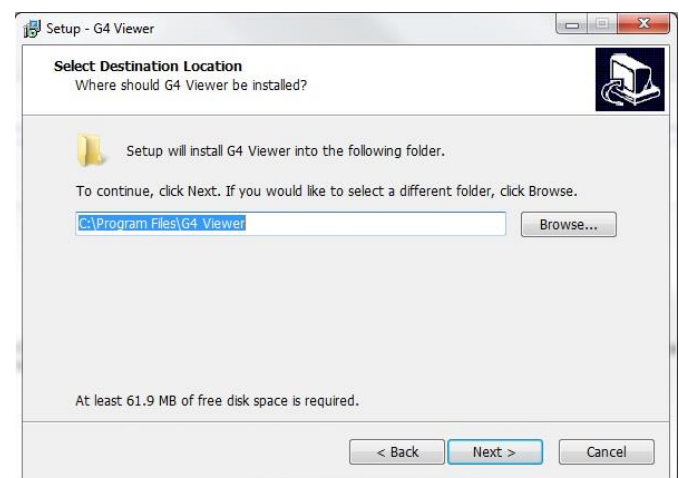 Setup - G4 Viewer
Select Destination Location
Where should G4 Viewer be installed?
Setup will install G4 Viewer into the following folder.
To continue, click Next. If you would like to select a different folder, click Browse.
C:\Program Files\G4 Viewer
Browse...
At least 61.9 MB of free disk space is required.
< Back
Next >
Cancel